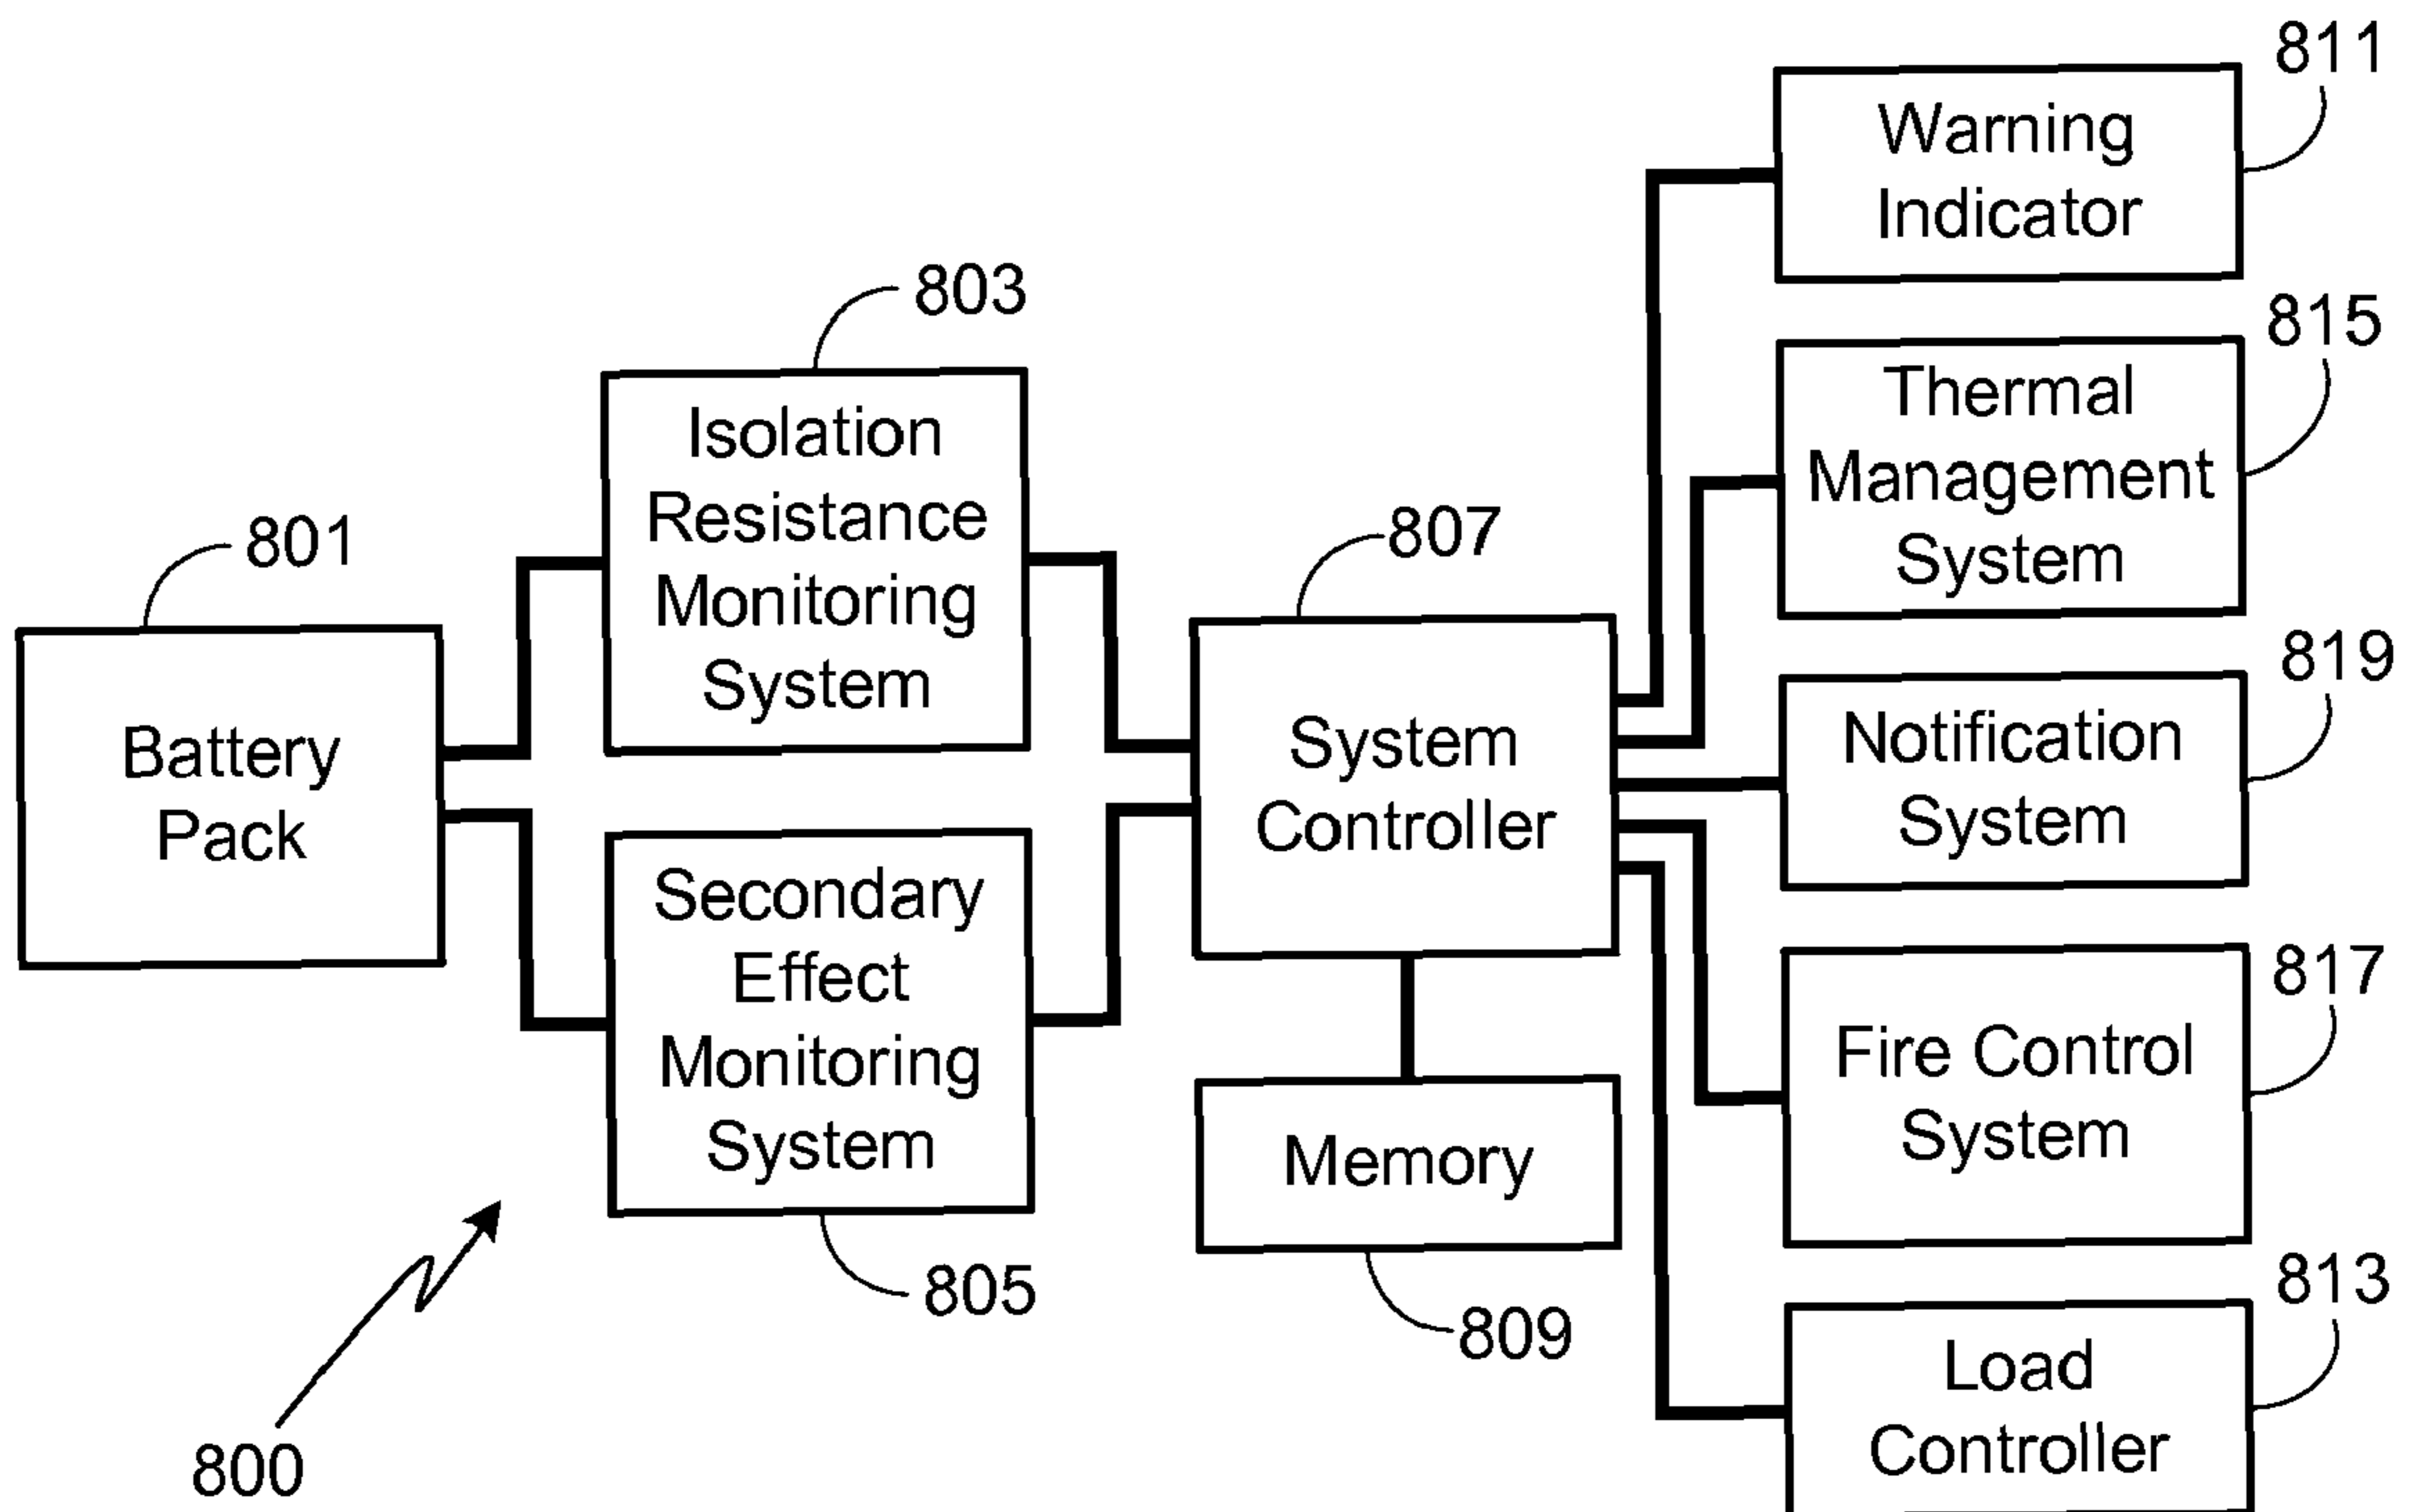 811
Warning
Indicator
815
Thermal
Management
System
803
Isolation
Resistance
Monitoring
System
801
Battery
Pack
807
System
Controller
819
Notification
System
Secondary
Effect
Monitoring
System
805
Memory
809
817
Fire Control
System
813
Load
Controller
800